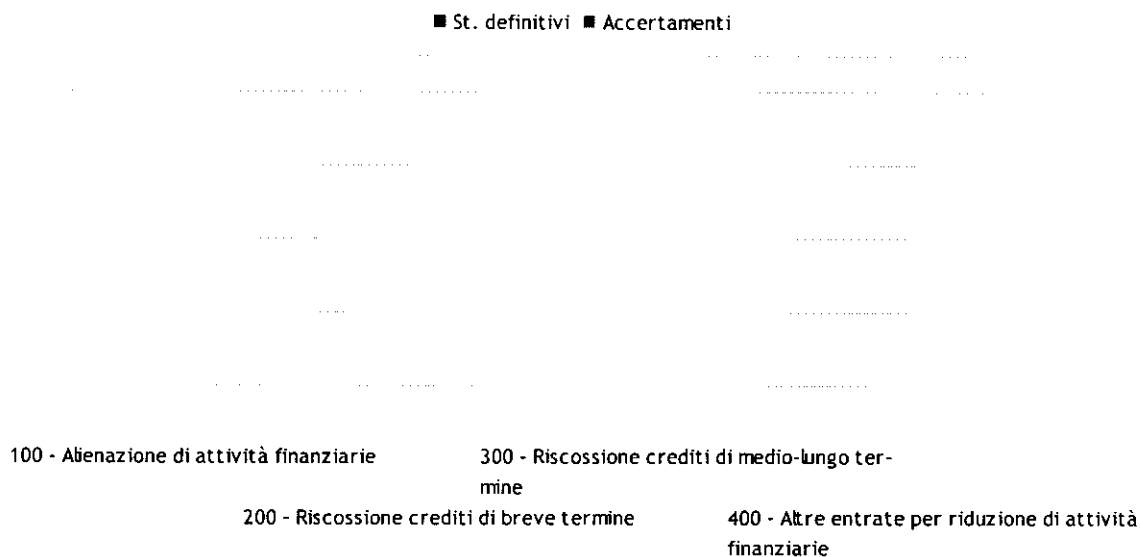 ■ St. definitivi ■ Accertamenti
100 - Alienazione di attività finanziarie
300 - Riscossione crediti di medio-lungo ter-
mine
200 - Riscossione crediti di breve termine
400 - Altre entrate per riduzione di attività
finanziarie